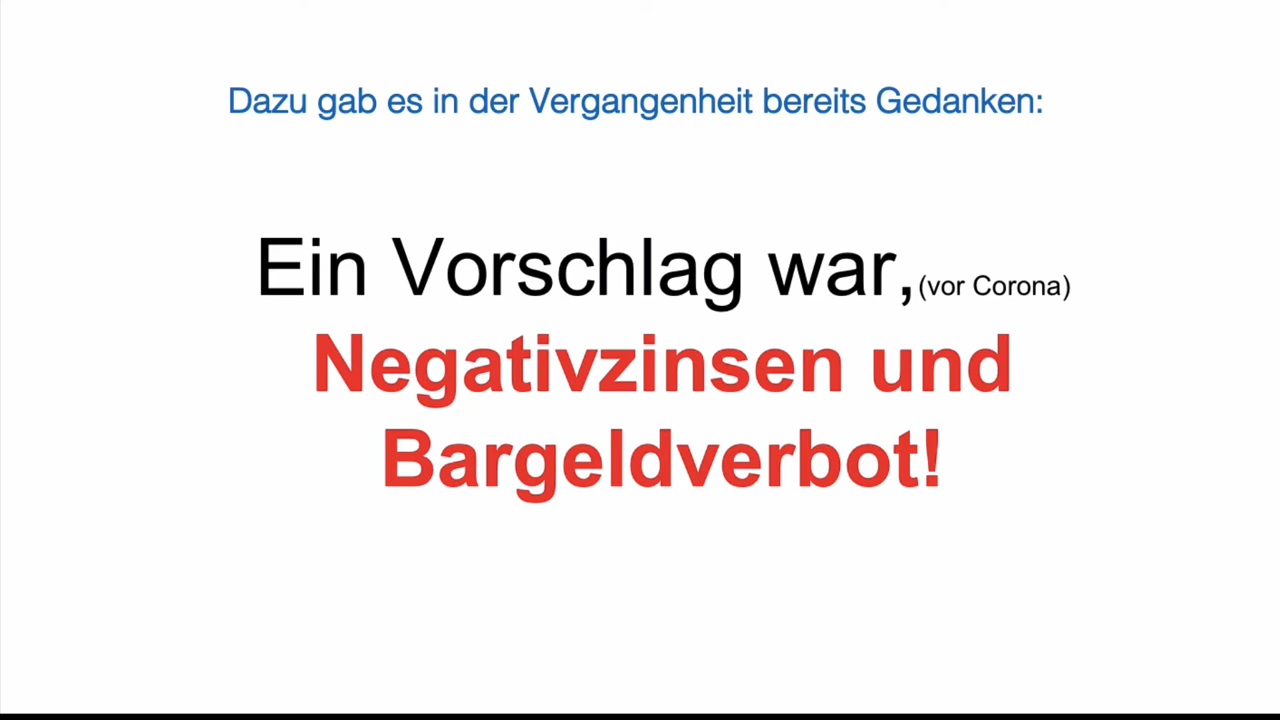 Dazu gab es in der Vergangenheit bereits Gedanken:
Ein Vorschlag war,(vor Corona)
Negativzinsen und
Bargeldverbot!